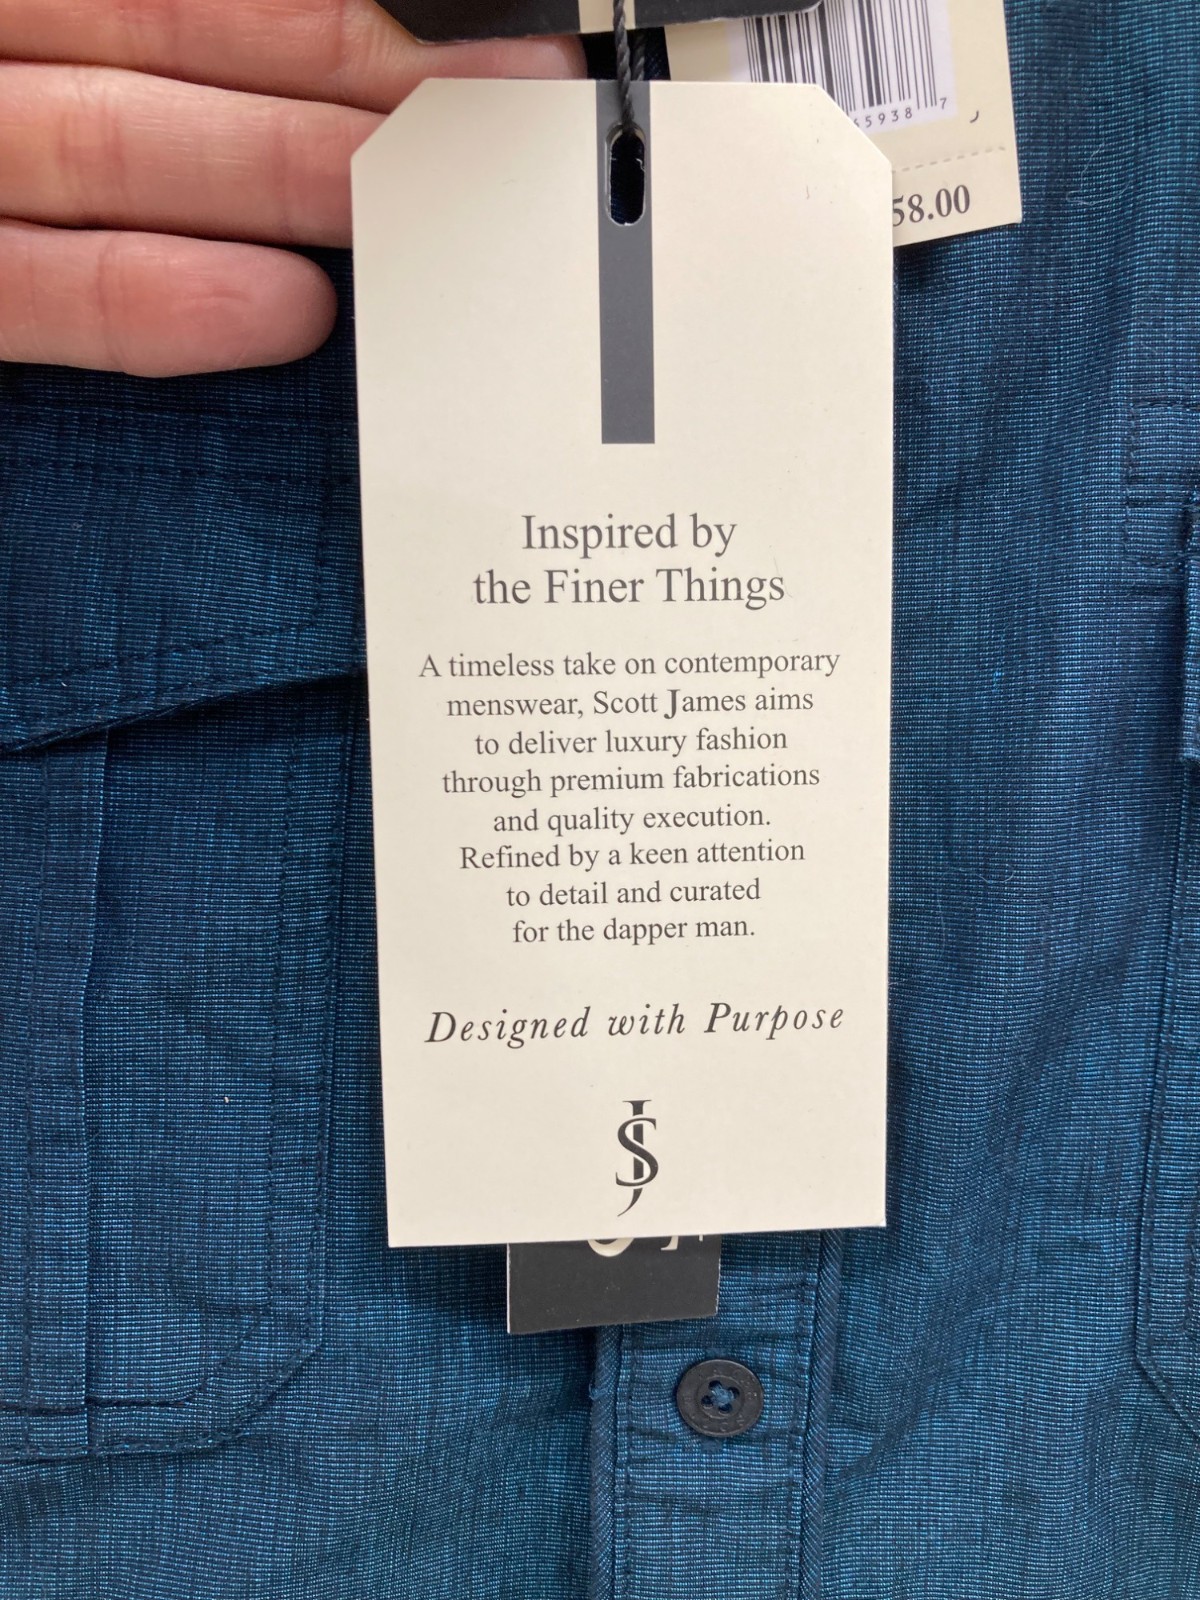 65938 7
58.00
Inspired by
the Finer Things
A timeless take on contemporary
menswear, Scott James aims
to deliver luxury fashion
through premium fabrications
and quality execution.
Refined by a keen attention
to detail and curated
for the dapper man.
Designed with Purpose
SJ